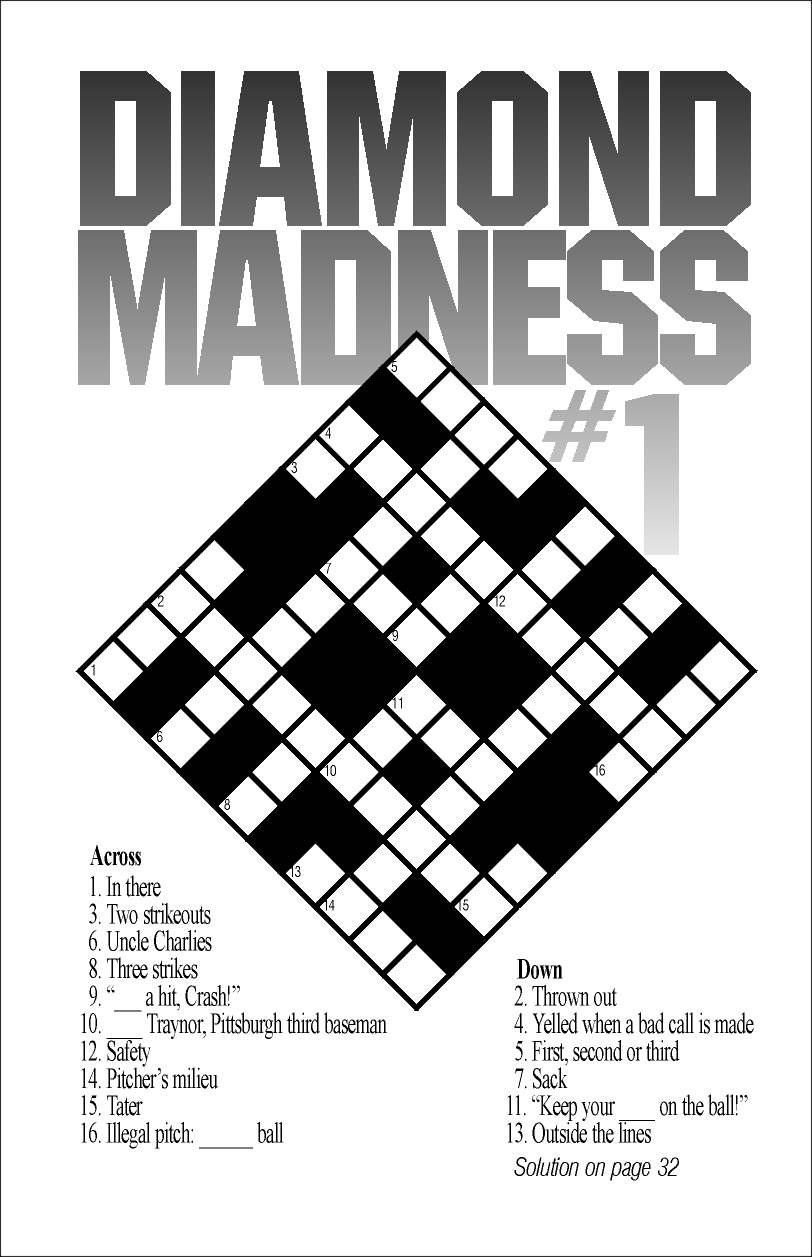 DIAMOND
MADNESS
#1
5
4
3
7
2
12
9
1
11
6
10
16
8
13
14
15
Across
1. In there
3. Two strikeouts
6. Uncle Charlies
8. Three strikes
9. “___ a hit, Crash!”
10. ____ Traynor, Pittsburgh third baseman
12. Safety
14. Pitcher’s milieu
15. Tater
16. Illegal pitch: ______ ball
Down
2. Thrown out
4. Yelled when a bad call is made
5. First, second or third
7. Sack
11. “Keep your ____ on the ball!”
13. Outside the lines
Solution on page 32